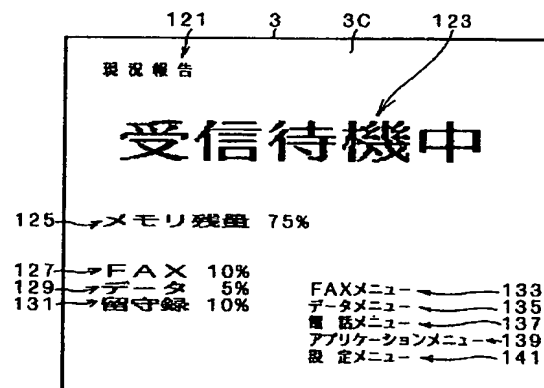 121 3 3C 123
現況報告
受信待機中
125 メモリ残量 75%
127 FAX 10%
129 データ 5%
131 留守録 10%
FAXメニュー 133
データメニュー 135
電話メニュー 137
アプリケーションメニュー 139
設定メニュー 141